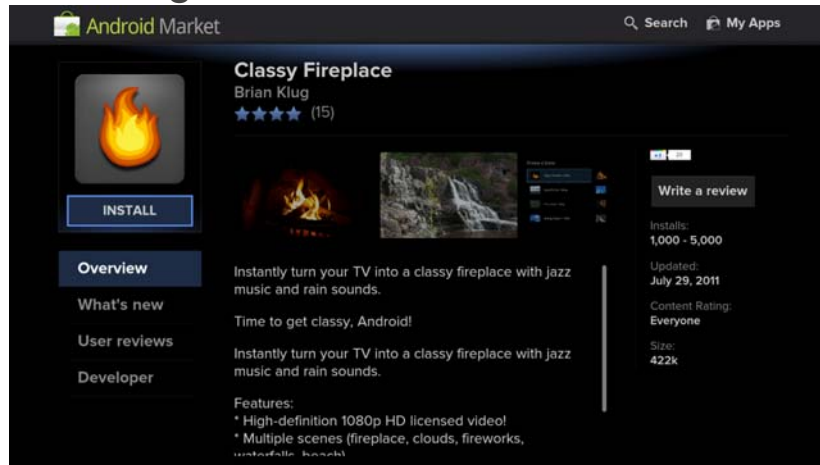 Android Market
Search
My Apps
Classy Fireplace
Brian Klug
(15)
INSTALL
Overview
What's new
User reviews
Developer
Instantly turn your TV into a classy fireplace with jazz
music and rain sounds.
Time to get classy, Android!
Instantly turn your TV into a classy fireplace with jazz
music and rain sounds.
Features:
* High-definition 1080p HD licensed video!
* Multiple scenes (fireplace, clouds, fireworks,
waterfalls, beach)
Write a review
Installs:
1,000 - 5,000
Updated:
July 29, 2011
Content Rating:
Everyone
Size:
422k